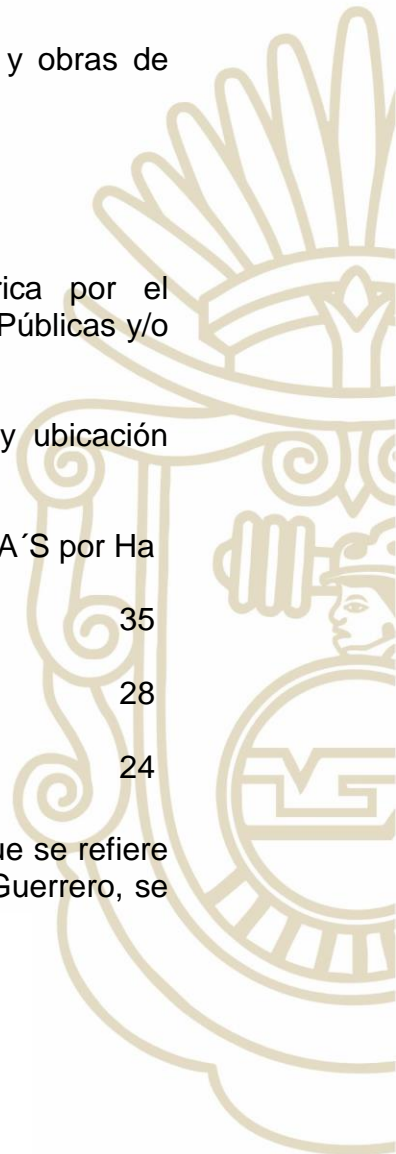 y obras de
rica por el
Públicas y/o
y ubicación
A´S por Ha
35
28
24
ue se refiere
Guerrero, se